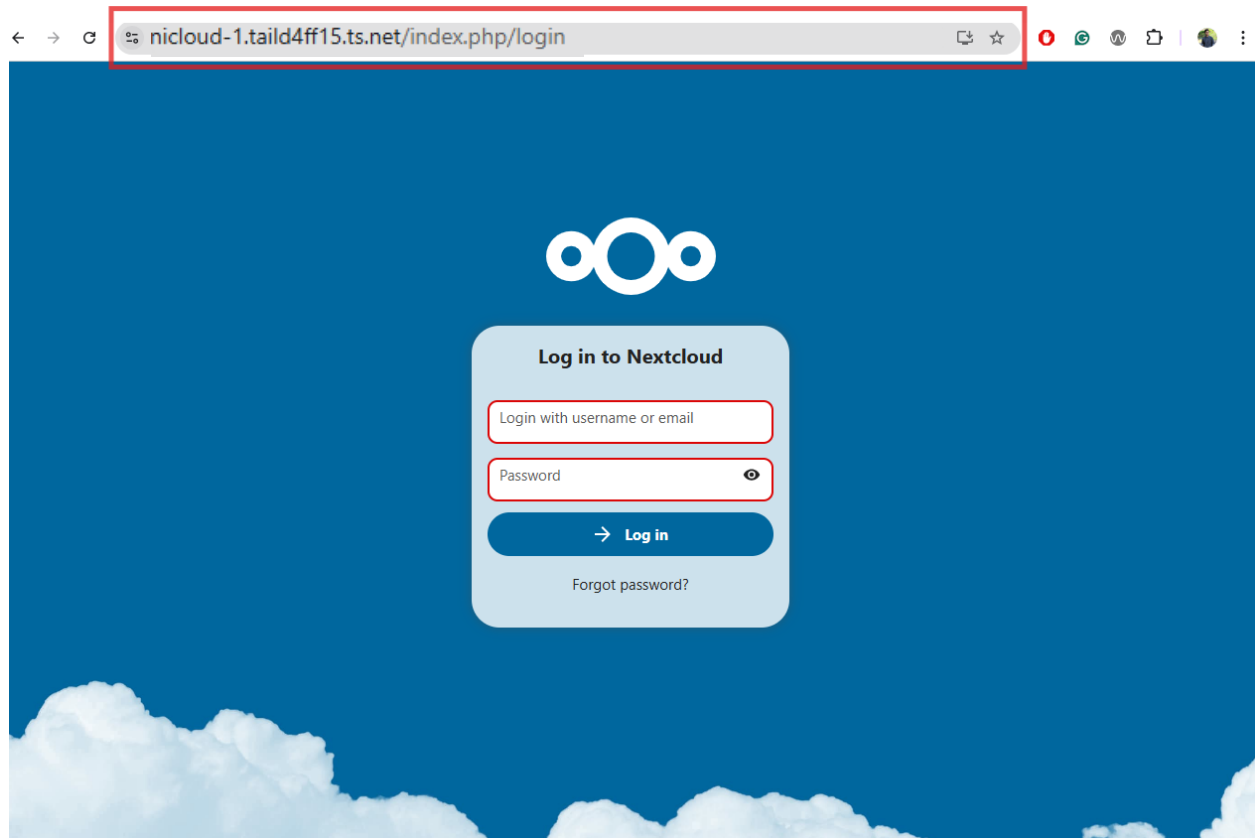 nicloud-1.taild4ff15.ts.net/index.php/login
Log in to Nextcloud
Login with username or email
Password
Log in
Forgot password?